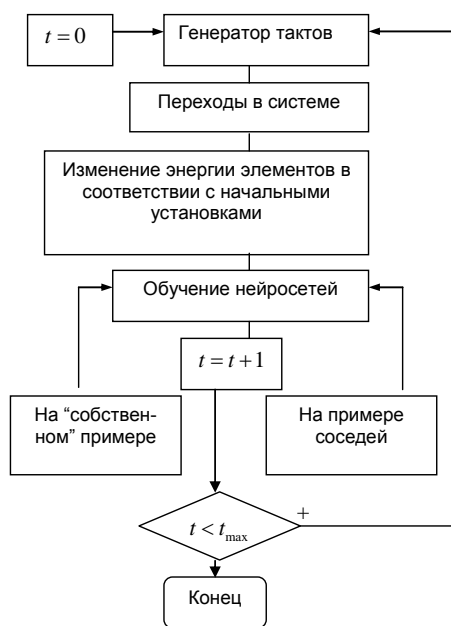 t = 0
Генератор тактов
Переходы в системе
Изменение энергии элементов в
соответствии с начальными
установками
Обучение нейросетей
t = t + 1
На “собствен-
ном” примере
На примере
соседей
t < t_max
+
Конец